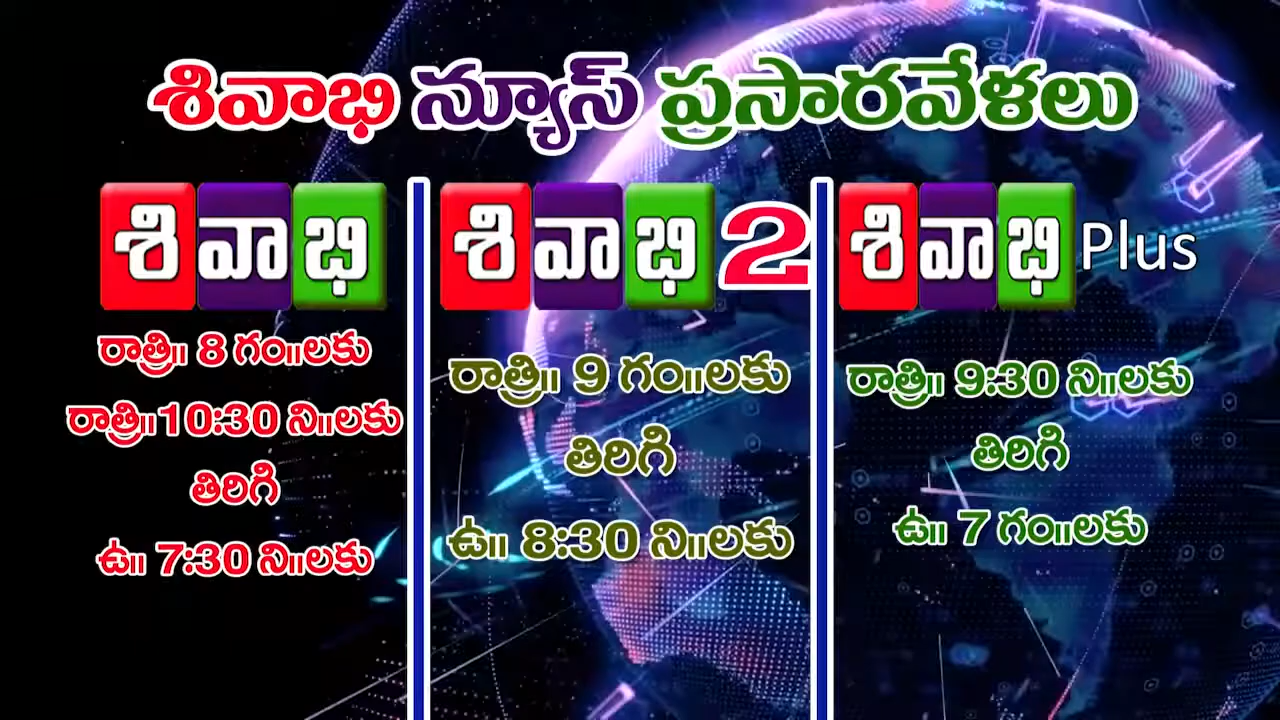 శివాభి న్యూస్ ప్రసారవేళలు
శివాభి
రాత్రి॥ 8 గం॥లకు
రాత్రి॥10:30 ని॥లకు
తిరిగి
ఉ॥ 7:30 ని॥లకు
శివాభి 2
రాత్రి॥ 9 గం॥లకు
తిరిగి
ఉ॥ 8:30 ని॥లకు
శివాభి Plus
రాత్రి॥ 9:30 ని॥లకు
తిరిగి
ఉ॥ 7 గం॥లకు